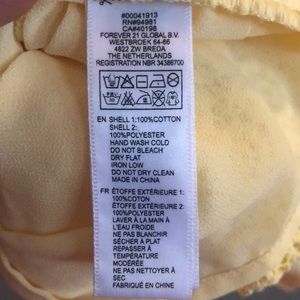 #00041913
RN#94981
CA#40198
FOREVER 21 GLOBAL B.V.
WESTBROEK 64-66
4822 ZW BREDA
THE NETHERLANDS
REGISTRATION NBR 34386700
EN SHELL 1:100%COTTON
SHELL 2:
100%POLYESTER
HAND WASH COLD
DO NOT BLEACH
DRY FLAT
IRON LOW
DO NOT DRY CLEAN
MADE IN CHINA
FR ÉTOFFE EXTÉRIEURE 1:
100%COTON
ÉTOFFE EXTÉRIEURE 2:
100%POLYESTER
LAVER À LA MAIN À
L'EAU FROIDE
NE PAS BLANCHIR
SÉCHER À PLAT
REPASSER À
TEMPÉRATURE
MODÉRÉE
NE PAS NETTOYER À
SEC
FABRIQUÉ EN CHINE